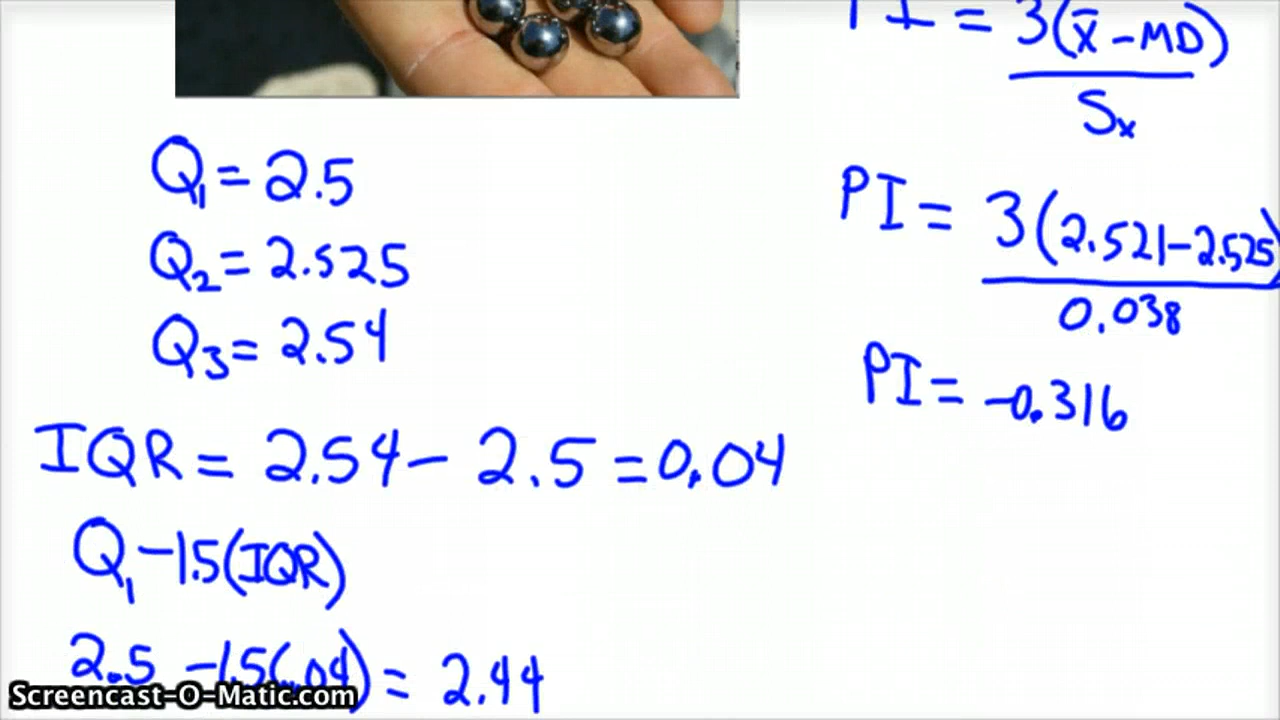 Q₁ = 2.5
Q₂ = 2.525
Q₃ = 2.54
IQR = 2.54 - 2.5 = 0.04
Q₁ - 1.5(IQR)
2.5 - 1.5(.04) = 2.44
PI = 3(x̄ - MD)
Sₓ
PI = 3(2.521-2.525)
0.038
PI = -0.316
Screencast-O-Matic.com